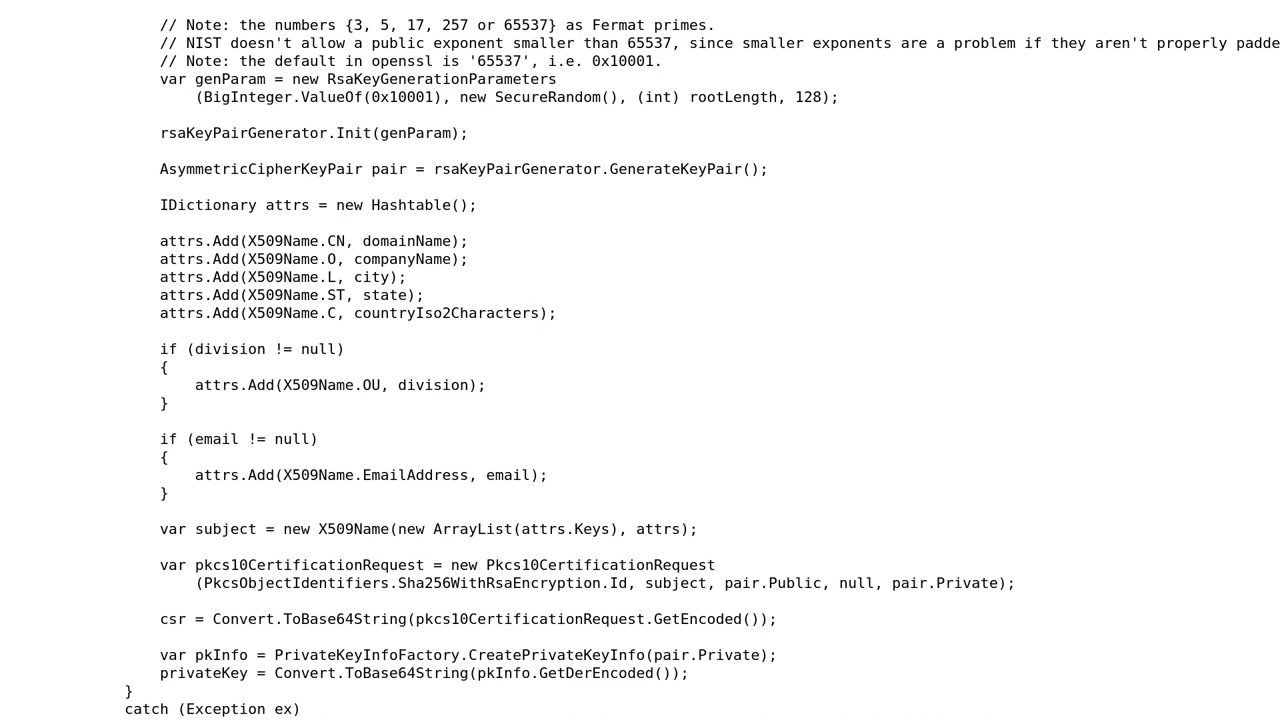 // Note: the numbers {3, 5, 17, 257 or 65537} as Fermat primes.
// NIST doesn't allow a public exponent smaller than 65537, since smaller exponents are a problem if they aren't properly padde
// Note: the default in openssl is '65537', i.e. 0x10001.
var genParam = new RsaKeyGenerationParameters
(BigInteger.ValueOf(0x10001), new SecureRandom(), (int) rootLength, 128);
rsaKeyPairGenerator.Init(genParam);
AsymmetricCipherKeyPair pair = rsaKeyPairGenerator.GenerateKeyPair();
IDictionary attrs = new Hashtable();
attrs.Add(X509Name.CN, domainName);
attrs.Add(X509Name.O, companyName);
attrs.Add(X509Name.L, city);
attrs.Add(X509Name.ST, state);
attrs.Add(X509Name.C, countryIso2Characters);
if (division != null)
{
attrs.Add(X509Name.OU, division);
}
if (email != null)
{
attrs.Add(X509Name.EmailAddress, email);
}
var subject = new X509Name(new ArrayList(attrs.Keys), attrs);
var pkcs10CertificationRequest = new Pkcs10CertificationRequest
(PkcsObjectIdentifiers.Sha256WithRsaEncryption.Id, subject, pair.Public, null, pair.Private);
csr = Convert.ToBase64String(pkcs10CertificationRequest.GetEncoded());
var pkInfo = PrivateKeyInfoFactory.CreatePrivateKeyInfo(pair.Private);
privateKey = Convert.ToBase64String(pkInfo.GetDerEncoded());
}
catch (Exception ex)